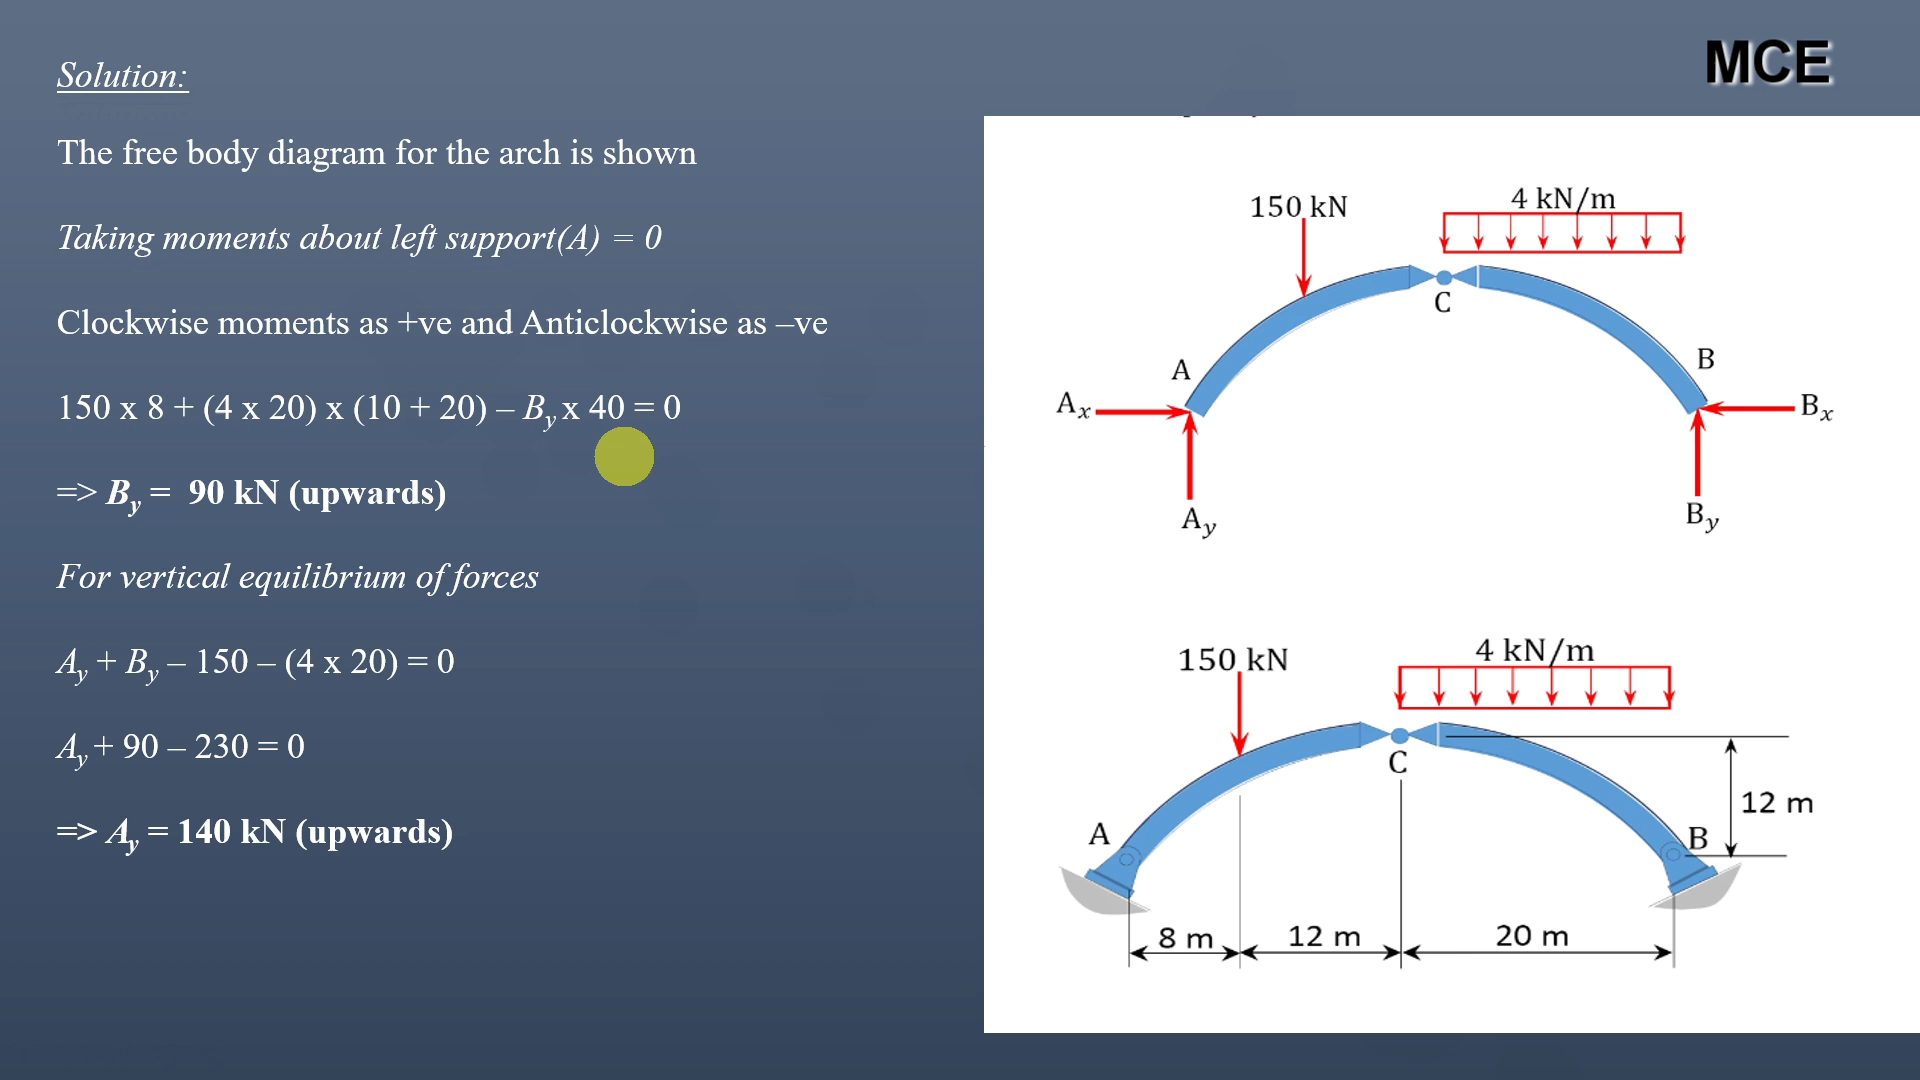 Solution:
MCE
The free body diagram for the arch is shown
Taking moments about left support(A) = 0
Clockwise moments as +ve and Anticlockwise as –ve
150 x 8 + (4 x 20) x (10 + 20) – By x 40 = 0
=> By = 90 kN (upwards)
For vertical equilibrium of forces
Ay + By – 150 – (4 x 20) = 0
Ay + 90 – 230 = 0
=> Ay = 140 kN (upwards)
150 kN
4 kN/m
C
A
B
Ax
Bx
Ay
By
150 kN
4 kN/m
C
12 m
A
B
8 m
12 m
20 m